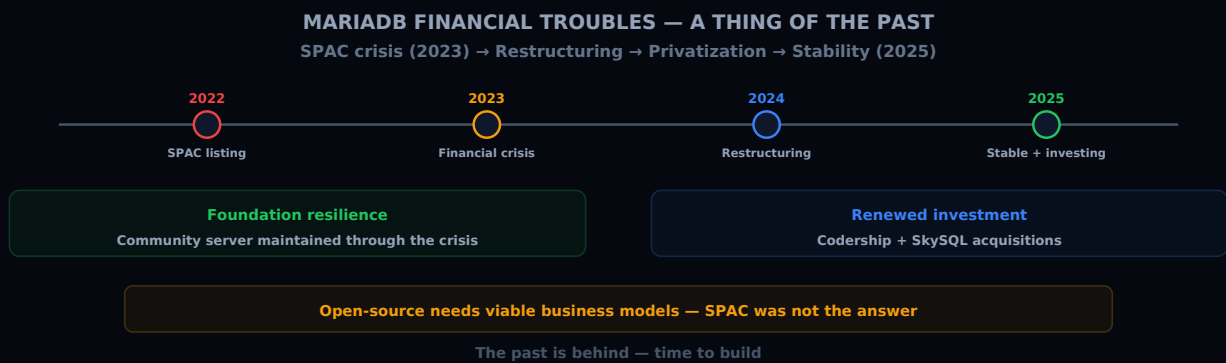 MARIADB FINANCIAL TROUBLES — A THING OF THE PAST
SPAC crisis (2023) → Restructuring → Privatization → Stability (2025)
2022
2023
2024
2025
SPAC listing
Financial crisis
Restructuring
Stable + investing
Foundation resilience
Community server maintained through the crisis
Renewed investment
Codership + SkySQL acquisitions
Open-source needs viable business models — SPAC was not the answer
The past is behind — time to build